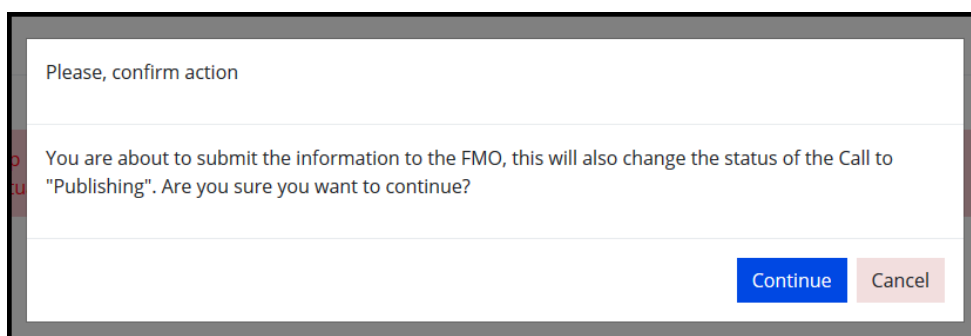 Please, confirm action
You are about to submit the information to the FMO, this will also change the status of the Call to
"Publishing". Are you sure you want to continue?
Continue Cancel